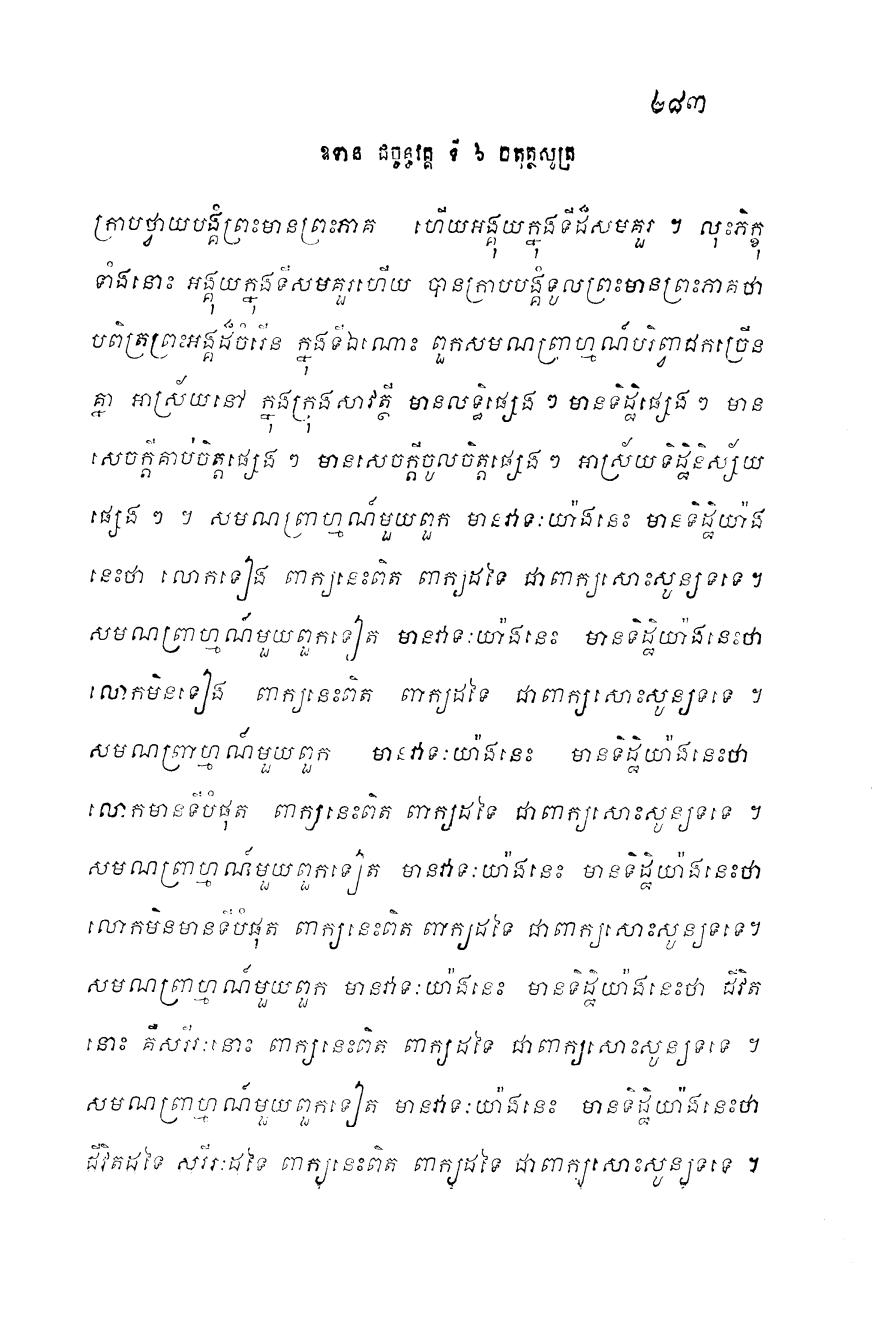 ២៨៣
ឧទាន ជច្ចន្ធវគ្គ ទី ៦ ចតុត្ថសូត្រ
ក្រាបថ្វាយបង្គំព្រះមានព្រះភាគ ហើយអង្គុយក្នុងទីដ៏សមគួរ ។ លុះភិក្ខុ
ទាំងនោះ អង្គុយក្នុងទីសមគួរហើយ បានក្រាបបង្គំទូលព្រះមានព្រះភាគថា
បពិត្រព្រះអង្គដ៏ចំរើន ក្នុងទីឯណោះ ពួកសមណព្រាហ្មណ៍បរិព្វាជកច្រើន
គ្នា អាស្រ័យនៅ ក្នុងក្រុងសាវត្ថី មានលទ្ធិផ្សេង ៗ មានទិដ្ឋិផ្សេង ៗ មាន
សេចក្តីគាប់ចិត្តផ្សេង ៗ មានសេចក្តីចូលចិត្តផ្សេង ៗ អាស្រ័យទិដ្ឋិនិស្ស័យ
ផ្សេង ៗ ។ សមណព្រាហ្មណ៍មួយពួក មានវាទៈយ៉ាងនេះ មានទិដ្ឋិយ៉ាង
នេះថា លោកទៀង ពាក្យនេះពិត ពាក្យដទៃ ជាពាក្យសោះសូន្យទទេ ។
សមណព្រាហ្មណ៍មួយពួកទៀត មានវាទៈយ៉ាងនេះ មានទិដ្ឋិយ៉ាងនេះថា
លោកមិនទៀង ពាក្យនេះពិត ពាក្យដទៃ ជាពាក្យសោះសូន្យទទេ ។
សមណព្រាហ្មណ៍មួយពួក មានវាទៈយ៉ាងនេះ មានទិដ្ឋិយ៉ាងនេះថា
លោកមានទីបំផុត ពាក្យនេះពិត ពាក្យដទៃ ជាពាក្យសោះសូន្យទទេ ។
សមណព្រាហ្មណ៍មួយពួកទៀត មានវាទៈយ៉ាងនេះ មានទិដ្ឋិយ៉ាងនេះថា
លោកមិនមានទីបំផុត ពាក្យនេះពិត ពាក្យដទៃ ជាពាក្យសោះសូន្យទទេ ។
សមណព្រាហ្មណ៍មួយពួក មានវាទៈយ៉ាងនេះ មានទិដ្ឋិយ៉ាងនេះថា ជីវិត
នោះ គឺសរីរៈនោះ ពាក្យនេះពិត ពាក្យដទៃ ជាពាក្យសោះសូន្យទទេ ។
សមណព្រាហ្មណ៍មួយពួកទៀត មានវាទៈយ៉ាងនេះ មានទិដ្ឋិយ៉ាងនេះថា
ជីវិតដទៃ សរីរៈដទៃ ពាក្យនេះពិត ពាក្យដទៃ ជាពាក្យសោះសូន្យទទេ ។